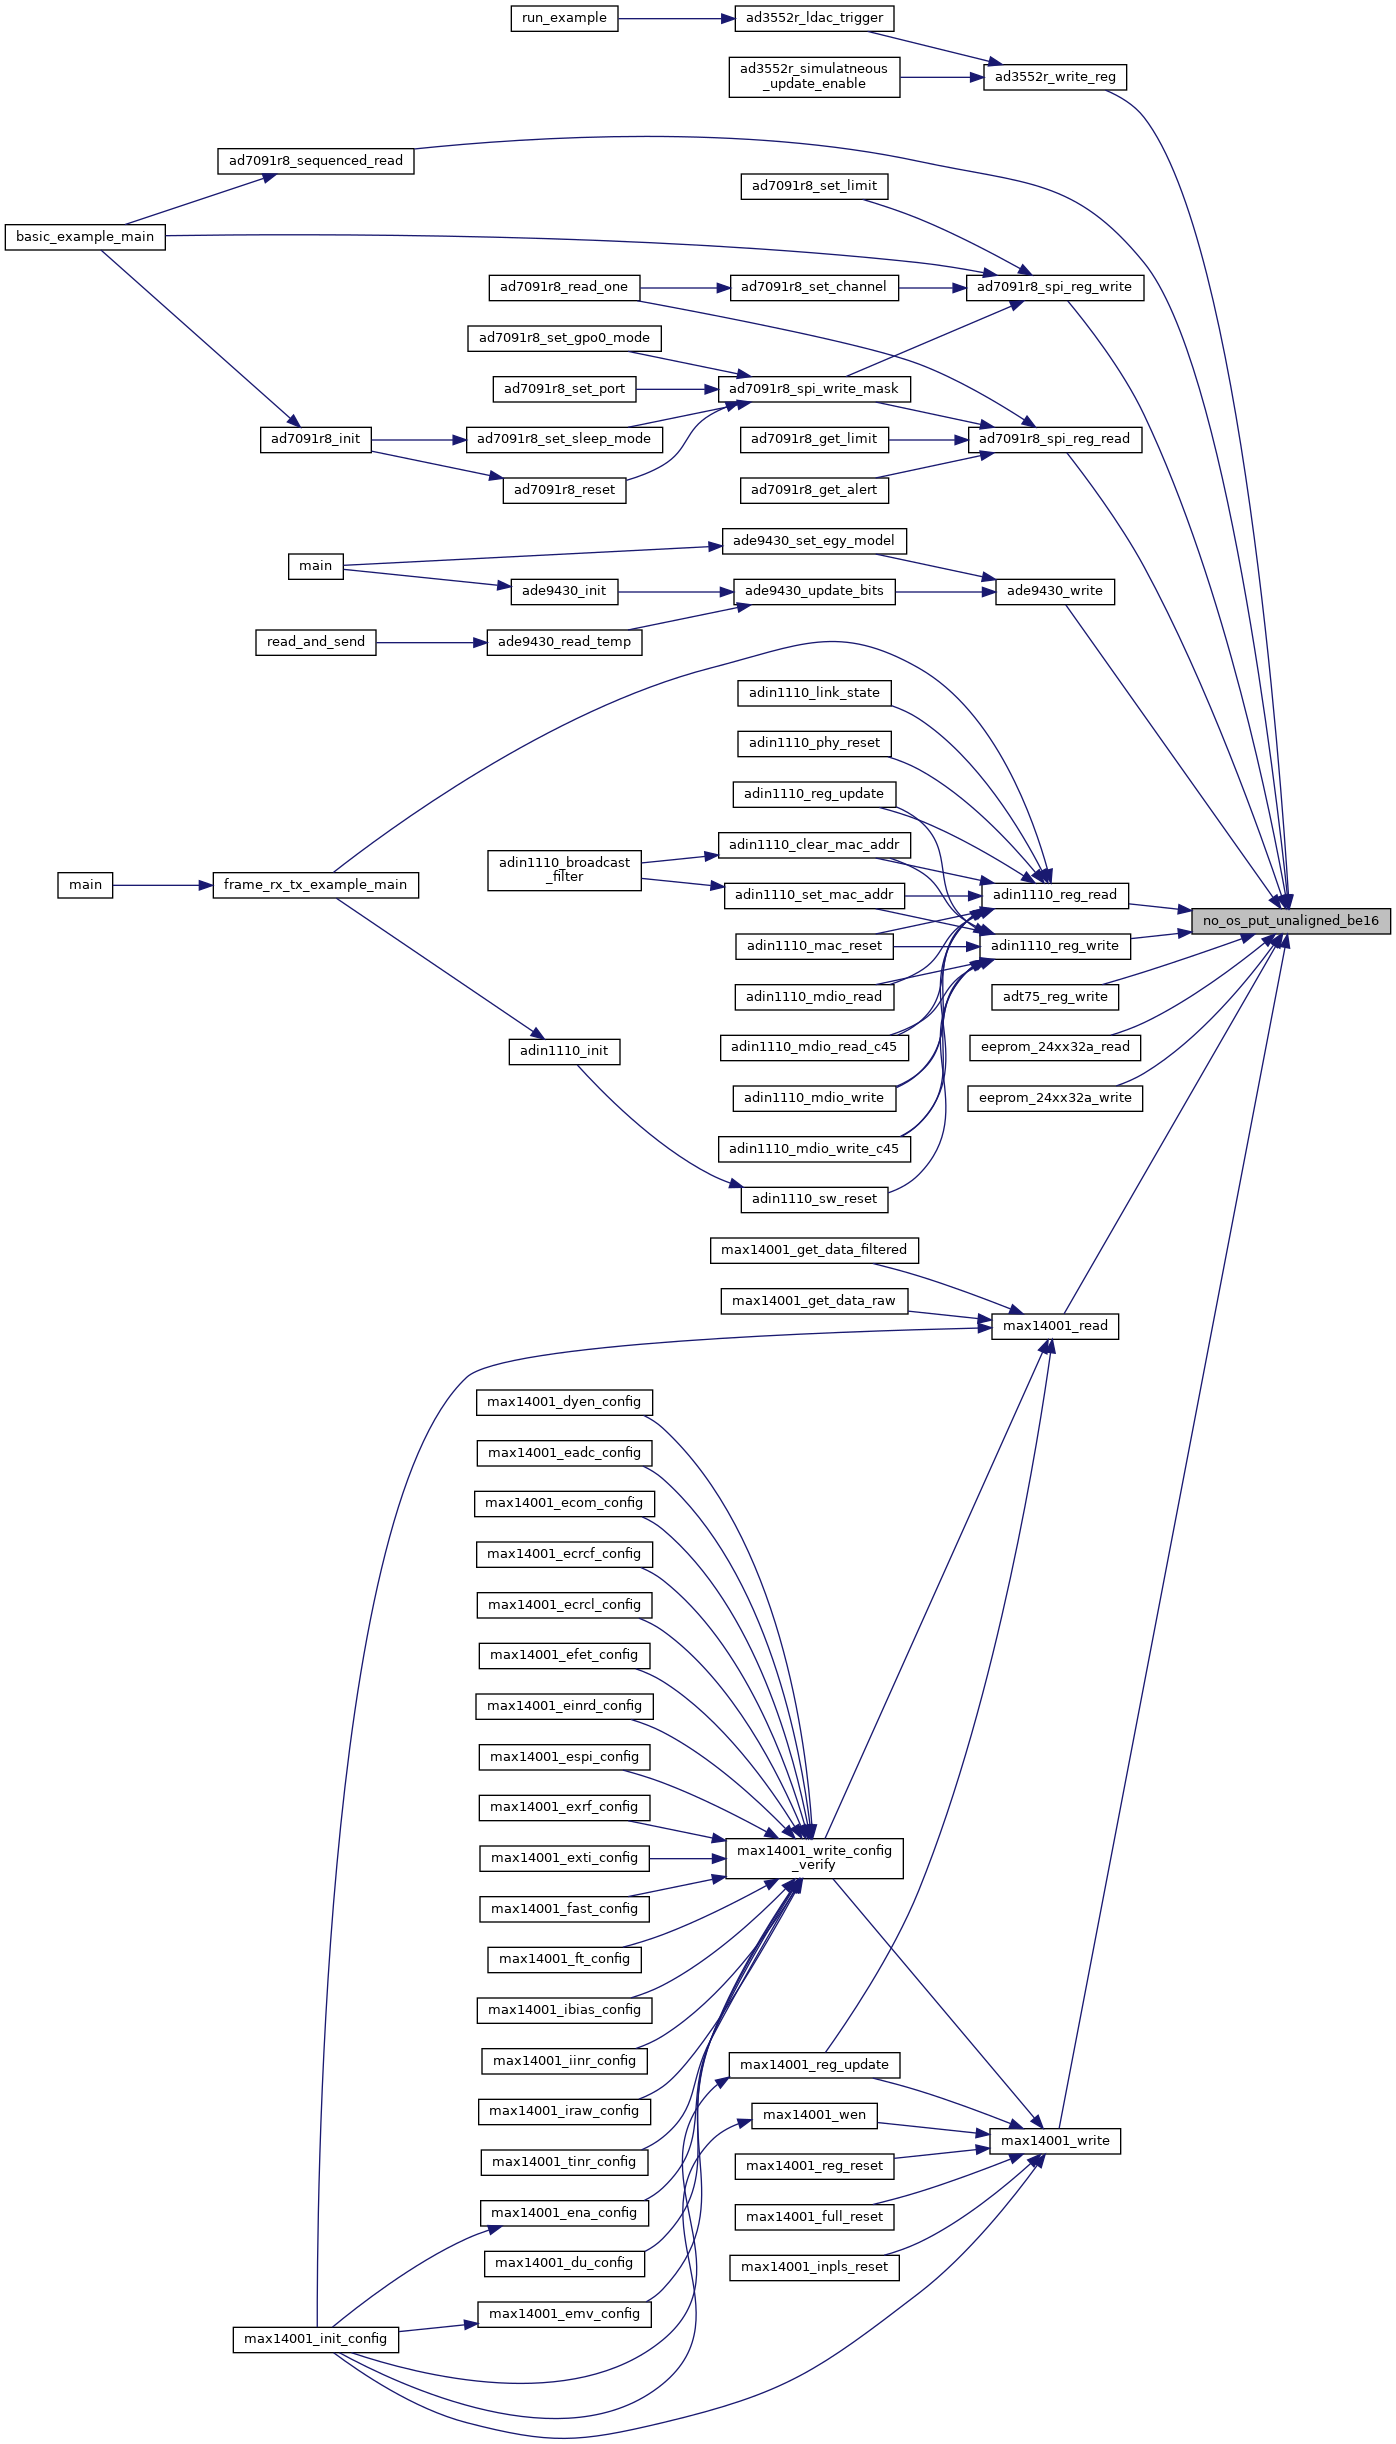 run_example
ad3552r_ldac_trigger
ad3552r_simulatneous
_update_enable
ad3552r_write_reg
ad7091r8_sequenced_read
ad7091r8_set_limit
basic_example_main
ad7091r8_read_one
ad7091r8_set_channel
ad7091r8_spi_reg_write
ad7091r8_set_gpo0_mode
ad7091r8_set_port
ad7091r8_spi_write_mask
ad7091r8_init
ad7091r8_set_sleep_mode
ad7091r8_get_limit
ad7091r8_spi_reg_read
ad7091r8_reset
ad7091r8_get_alert
ade9430_set_egy_model
main
ade9430_init
ade9430_update_bits
ade9430_write
read_and_send
ade9430_read_temp
adin1110_link_state
adin1110_phy_reset
adin1110_reg_update
adin1110_clear_mac_addr
adin1110_broadcast
_filter
main
frame_rx_tx_example_main
adin1110_set_mac_addr
adin1110_reg_read
no_os_put_unaligned_be16
adin1110_mac_reset
adin1110_reg_write
adin1110_mdio_read
adt75_reg_write
adin1110_init
adin1110_mdio_read_c45
eeprom_24xx32a_read
adin1110_mdio_write
eeprom_24xx32a_write
adin1110_mdio_write_c45
adin1110_sw_reset
max14001_get_data_filtered
max14001_get_data_raw
max14001_read
max14001_dyen_config
max14001_eadc_config
max14001_ecom_config
max14001_ecrcf_config
max14001_ecrcl_config
max14001_efet_config
max14001_einrd_config
max14001_espi_config
max14001_exrf_config
max14001_write_config
_verify
max14001_exti_config
max14001_fast_config
max14001_ft_config
max14001_ibias_config
max14001_iinr_config
max14001_reg_update
max14001_iraw_config
max14001_wen
max14001_write
max14001_tinr_config
max14001_reg_reset
max14001_ena_config
max14001_full_reset
max14001_du_config
max14001_inpls_reset
max14001_emv_config
max14001_init_config